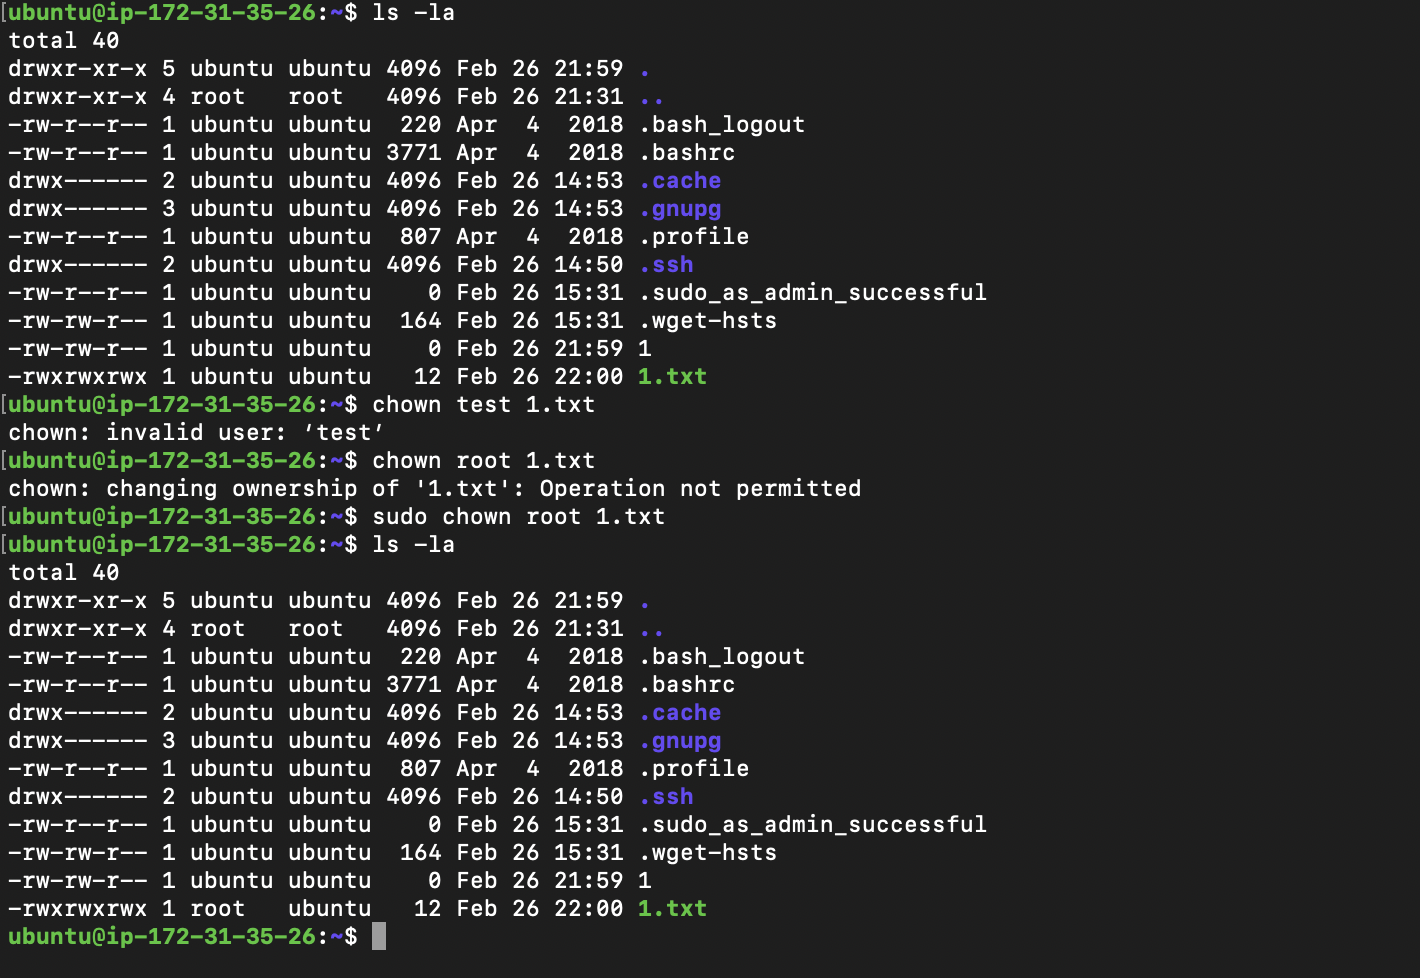 [ubuntu@ip-172-31-35-26:~$ ls -la
total 40
drwxr-xr-x 5 ubuntu ubuntu 4096 Feb 26 21:59 .
drwxr-xr-x 4 root   root   4096 Feb 26 21:31 ..
-rw-r--r-- 1 ubuntu ubuntu  220 Apr  4  2018 .bash_logout
-rw-r--r-- 1 ubuntu ubuntu 3771 Apr  4  2018 .bashrc
drwx------ 2 ubuntu ubuntu 4096 Feb 26 14:53 .cache
drwx------ 3 ubuntu ubuntu 4096 Feb 26 14:53 .gnupg
-rw-r--r-- 1 ubuntu ubuntu  807 Apr  4  2018 .profile
drwx------ 2 ubuntu ubuntu 4096 Feb 26 14:50 .ssh
-rw-r--r-- 1 ubuntu ubuntu    0 Feb 26 15:31 .sudo_as_admin_successful
-rw-rw-r-- 1 ubuntu ubuntu  164 Feb 26 15:31 .wget-hsts
-rw-rw-r-- 1 ubuntu ubuntu    0 Feb 26 21:59 1
-rwxrwxrwx 1 ubuntu ubuntu   12 Feb 26 22:00 1.txt
[ubuntu@ip-172-31-35-26:~$ chown test 1.txt
chown: invalid user: ‘test’
[ubuntu@ip-172-31-35-26:~$ chown root 1.txt
chown: changing ownership of '1.txt': Operation not permitted
[ubuntu@ip-172-31-35-26:~$ sudo chown root 1.txt
[ubuntu@ip-172-31-35-26:~$ ls -la
total 40
drwxr-xr-x 5 ubuntu ubuntu 4096 Feb 26 21:59 .
drwxr-xr-x 4 root   root   4096 Feb 26 21:31 ..
-rw-r--r-- 1 ubuntu ubuntu  220 Apr  4  2018 .bash_logout
-rw-r--r-- 1 ubuntu ubuntu 3771 Apr  4  2018 .bashrc
drwx------ 2 ubuntu ubuntu 4096 Feb 26 14:53 .cache
drwx------ 3 ubuntu ubuntu 4096 Feb 26 14:53 .gnupg
-rw-r--r-- 1 ubuntu ubuntu  807 Apr  4  2018 .profile
drwx------ 2 ubuntu ubuntu 4096 Feb 26 14:50 .ssh
-rw-r--r-- 1 ubuntu ubuntu    0 Feb 26 15:31 .sudo_as_admin_successful
-rw-rw-r-- 1 ubuntu ubuntu  164 Feb 26 15:31 .wget-hsts
-rw-rw-r-- 1 ubuntu ubuntu    0 Feb 26 21:59 1
-rwxrwxrwx 1 root   ubuntu   12 Feb 26 22:00 1.txt
ubuntu@ip-172-31-35-26:~$